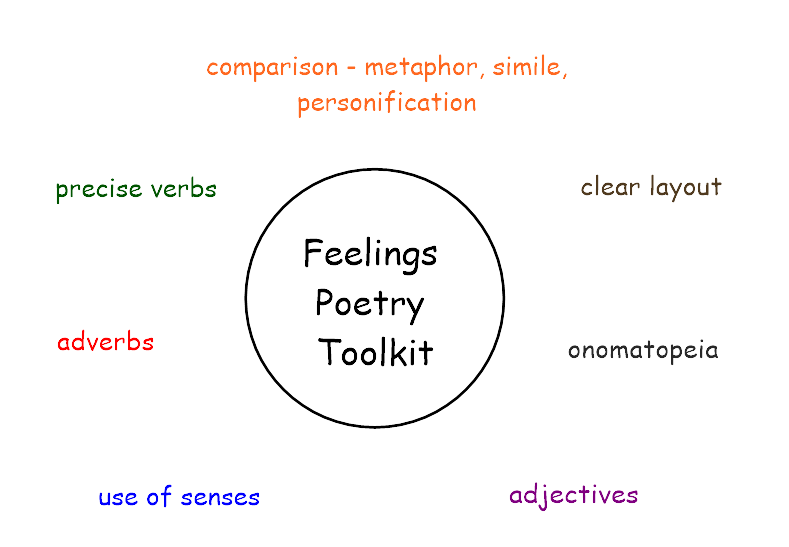 comparison - metaphor, simile,
personification
precise verbs
clear layout
Feelings
Poetry
Toolkit
adverbs
onomatopeia
use of senses
adjectives